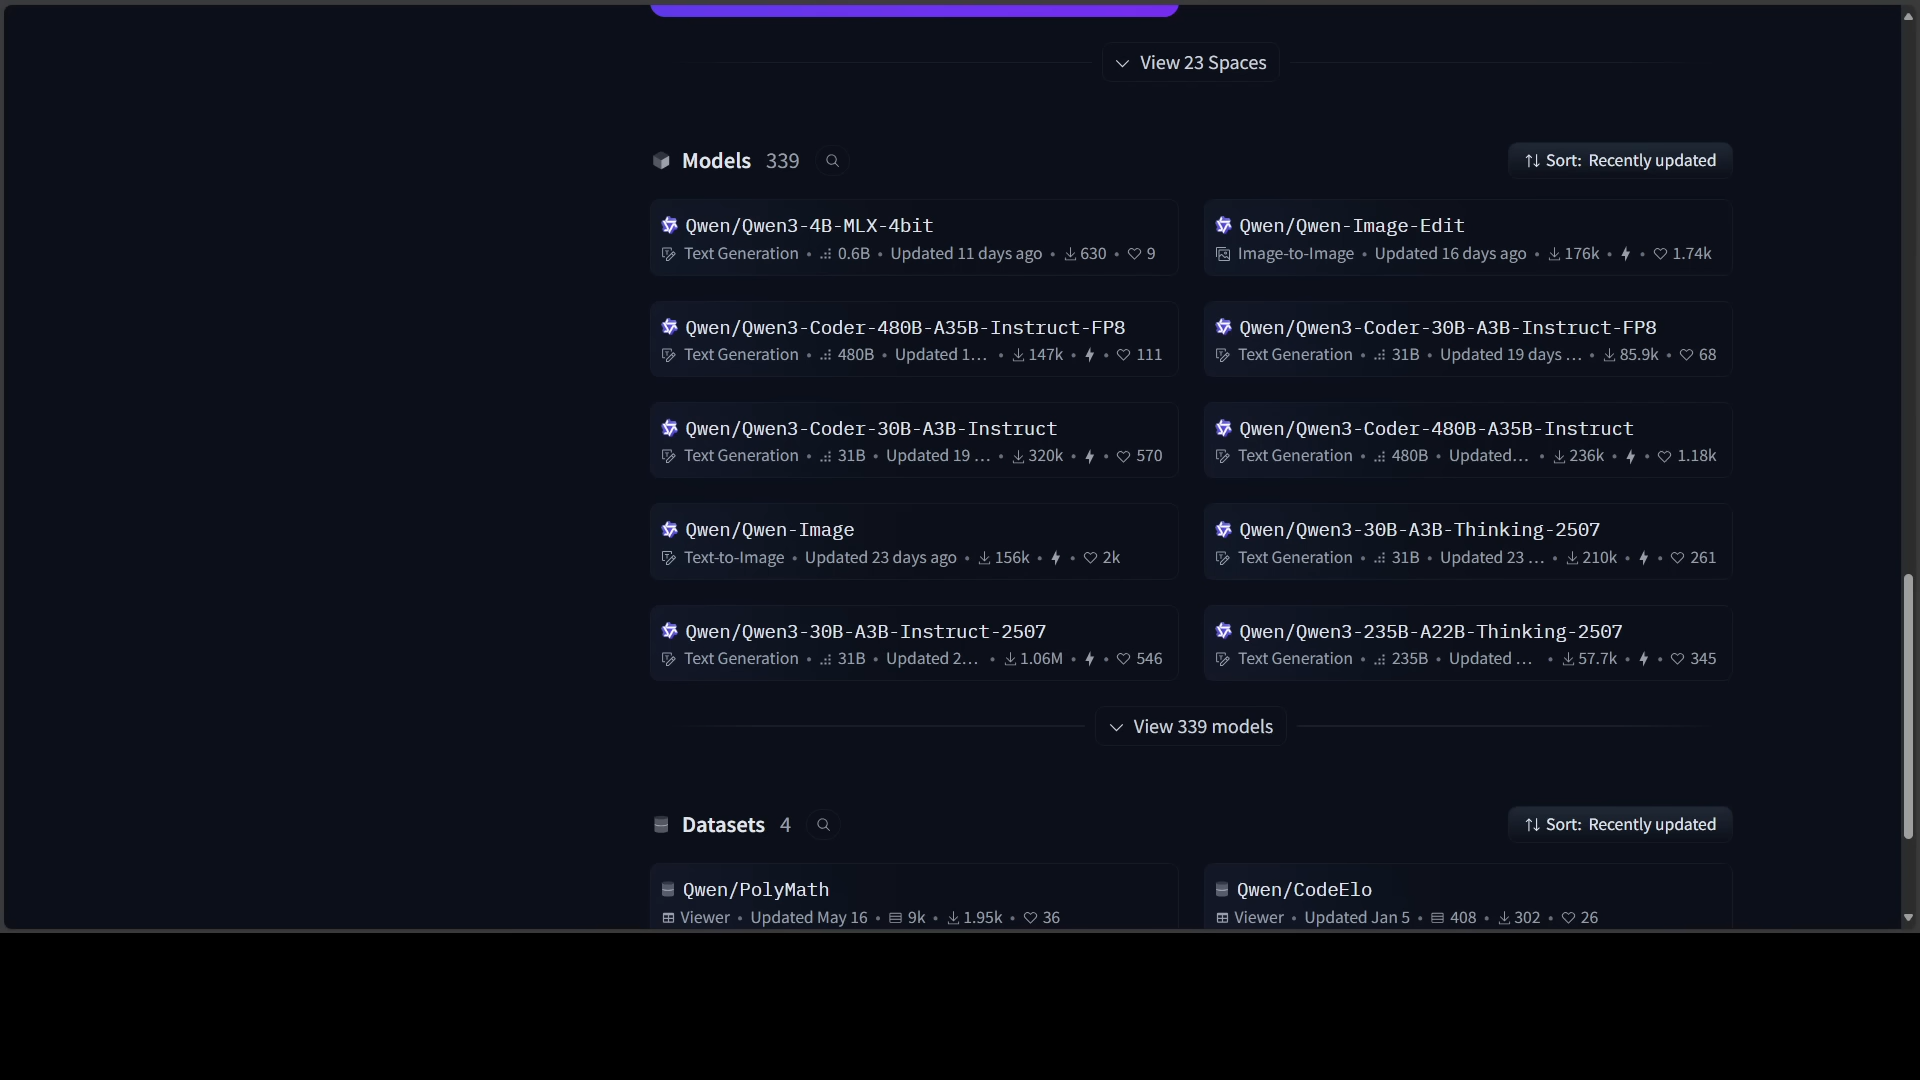 View 23 Spaces
Models 339
Sort: Recently updated
Qwen/Qwen3-4B-MLX-4bit
Text Generation • 0.6B • Updated 11 days ago • 630 • 9
Qwen/Qwen-Image-Edit
Image-to-Image • Updated 16 days ago • 176k • 1.74k
Qwen/Qwen3-Coder-480B-A35B-Instruct-FP8
Text Generation • 480B • Updated 1... • 147k • 111
Qwen/Qwen3-Coder-30B-A3B-Instruct-FP8
Text Generation • 31B • Updated 19 days ... • 85.9k • 68
Qwen/Qwen3-Coder-30B-A3B-Instruct
Text Generation • 31B • Updated 19 ... • 320k • 570
Qwen/Qwen3-Coder-480B-A35B-Instruct
Text Generation • 480B • Updated... • 236k • 1.18k
Qwen/Qwen-Image
Text-to-Image • Updated 23 days ago • 156k • 2k
Qwen/Qwen3-30B-A3B-Thinking-2507
Text Generation • 31B • Updated 23 ... • 210k • 261
Qwen/Qwen3-30B-A3B-Instruct-2507
Text Generation • 31B • Updated 2... • 1.06M • 546
Qwen/Qwen3-235B-A22B-Thinking-2507
Text Generation • 235B • Updated ... • 57.7k • 345
View 339 models
Datasets 4
Sort: Recently updated
Qwen/PolyMath
Viewer • Updated May 16 • 9k • 1.95k • 36
Qwen/CodeElo
Viewer • Updated Jan 5 • 408 • 302 • 26